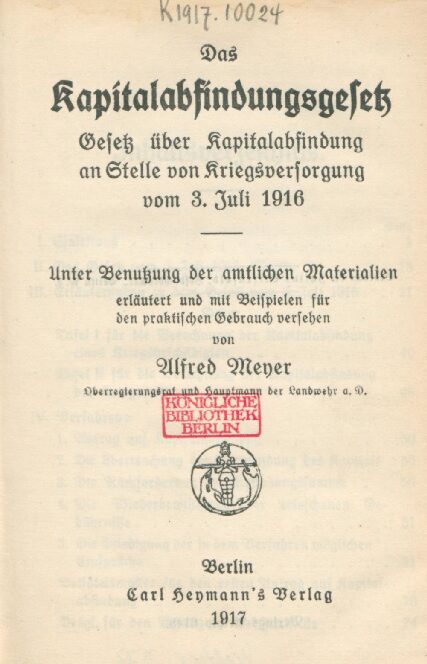 K1917.10024
Das
Kapitalabfindungsgesetz
Gesetz über Kapitalabfindung
an Stelle von Kriegsversorgung
vom 3. Juli 1916
Unter Benutzung der amtlichen Materialien
erläutert und mit Beispielen für
den praktischen Gebrauch versehen
von
Alfred Meyer
Oberregierungsrat und Hauptmann der Landwehr a. D.
KÖNIGLICHE
BIBLIOTHEK
BERLIN
Berlin
Carl Heymann's Verlag
1917